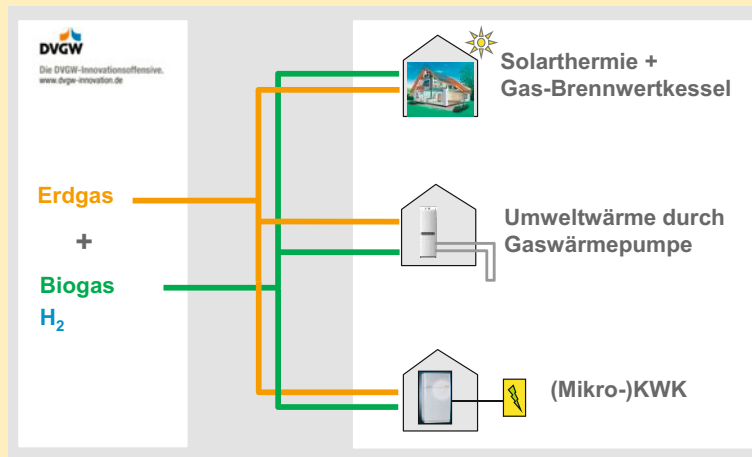 DVGW
Die DVGW-Innovationsoffensive.
www.dvgw-innovation.de
Erdgas
+
Biogas
H₂
Solarthermie +
Gas-Brennwertkessel
Umweltwärme durch
Gaswärmepumpe
(Mikro-)KWK